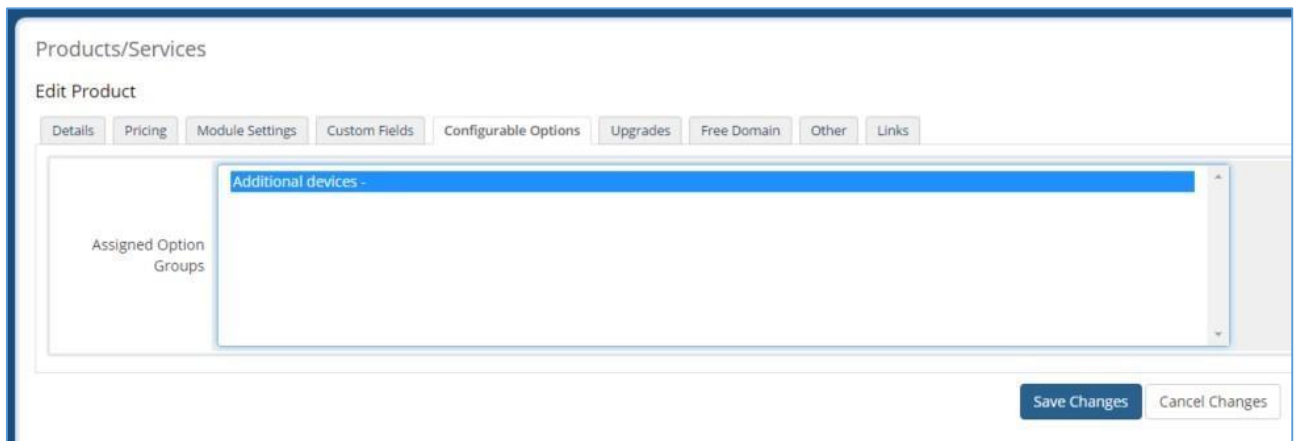 Products/Services
Edit Product
Details Pricing Module Settings Custom Fields Configurable Options Upgrades Free Domain Other Links
Additional devices -
Assigned Option
Groups
Save Changes Cancel Changes